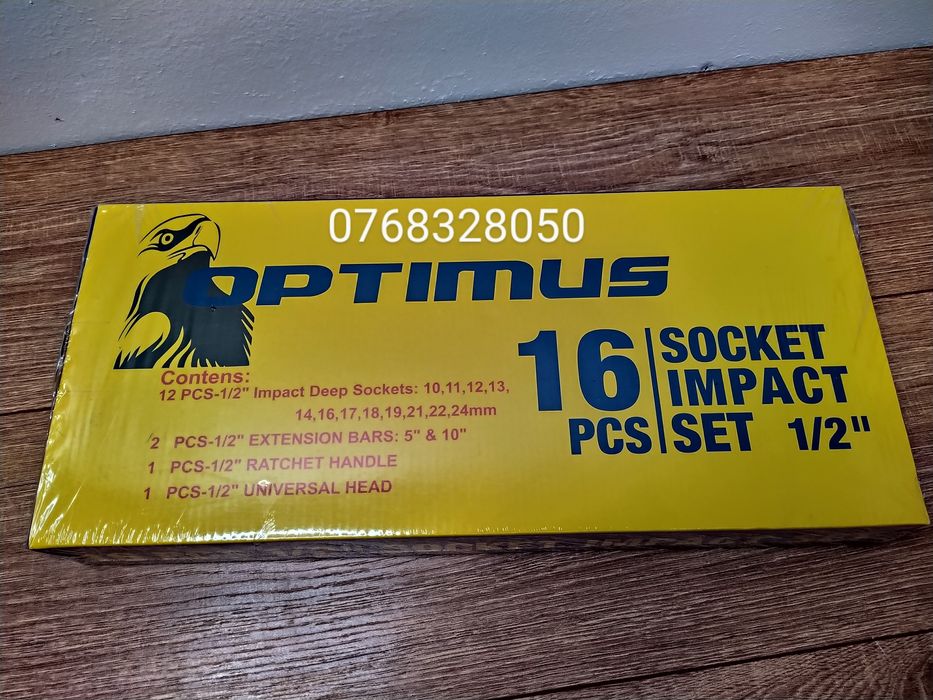 0768328050
OPTIMUS
16 PCS
SOCKET
IMPACT
SET 1/2"
Contens:
12 PCS-1/2" Impact Deep Sockets: 10,11,12,13,
14,16,17,18,19,21,22,24mm
2 PCS-1/2" EXTENSION BARS: 5" & 10"
1 PCS-1/2" RATCHET HANDLE
1 PCS-1/2" UNIVERSAL HEAD